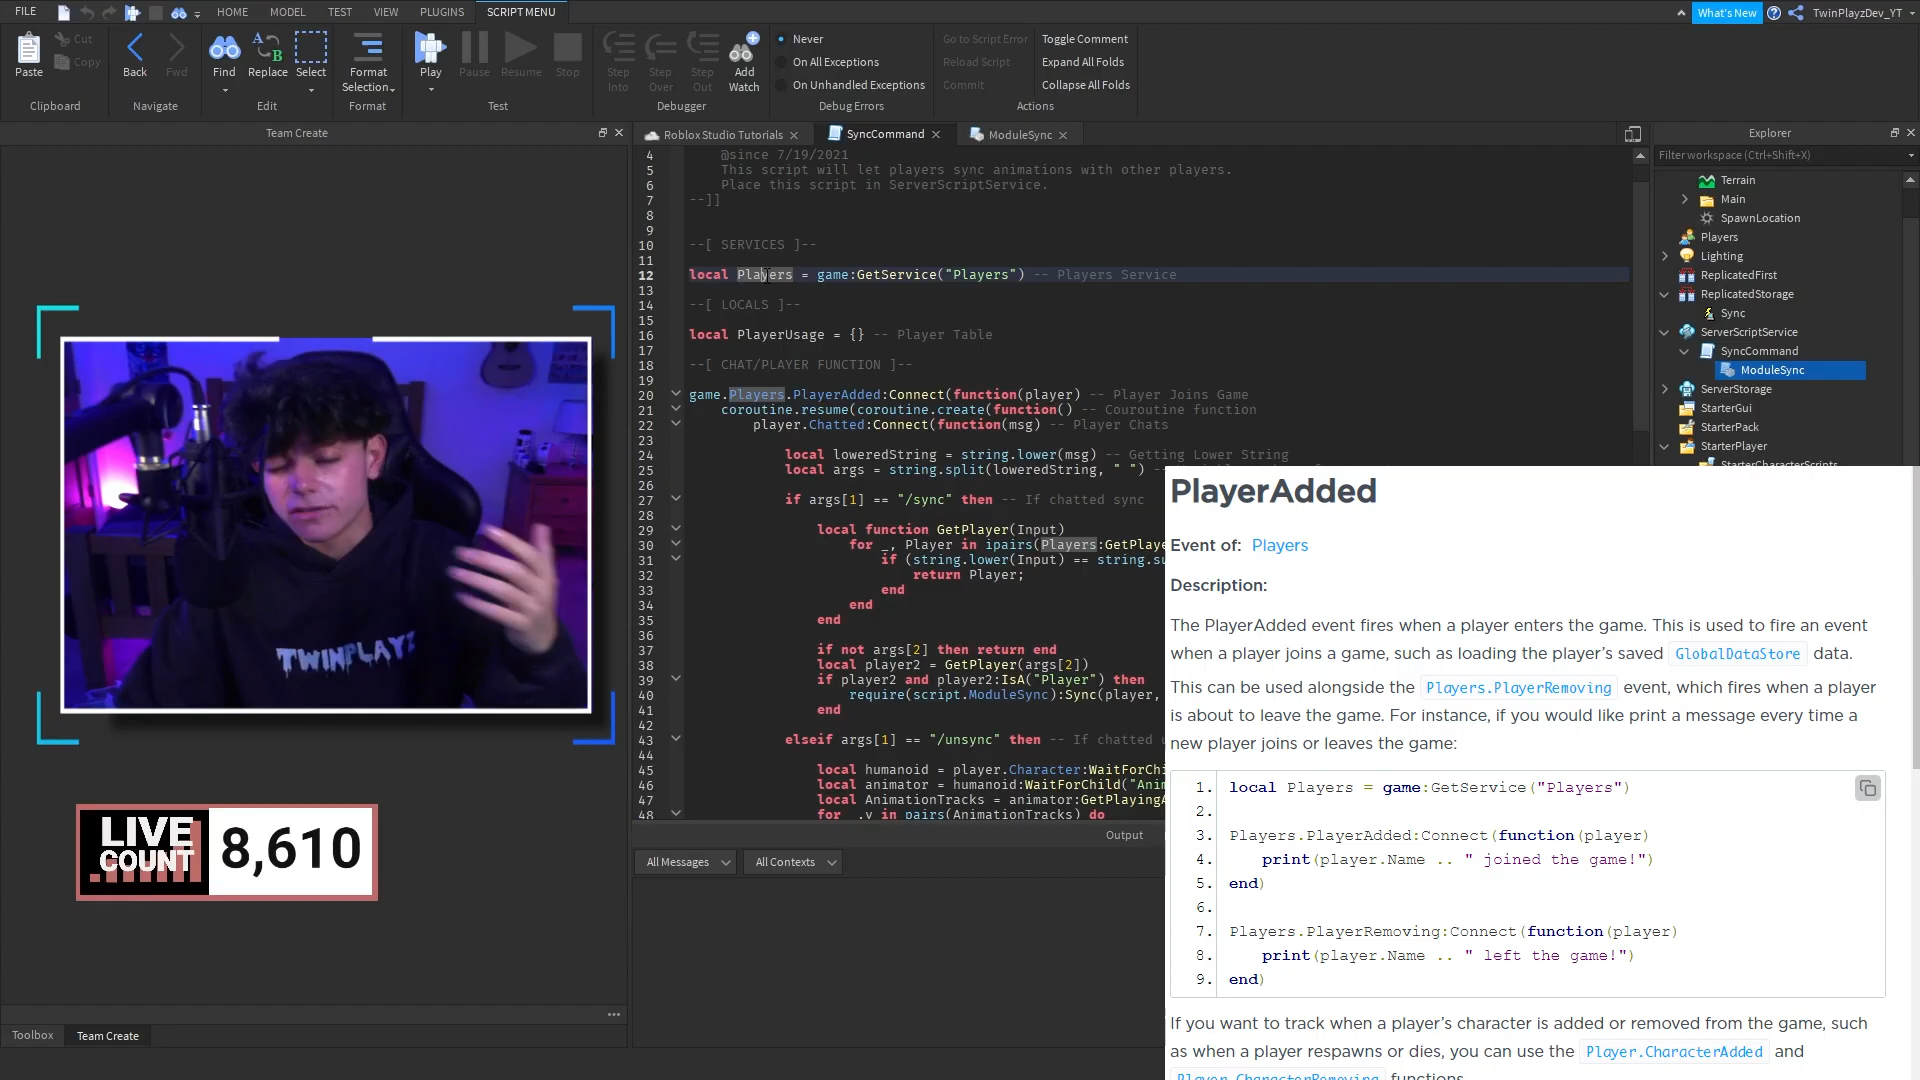 FILE HOME MODEL TEST VIEW PLUGINS SCRIPT MENU What's New TwinPlayzDev_YT
Paste Cut Copy Back Fwd Find Replace Select Format Selection Play Pause Resume Stop Step Into Step Over Step Out Add Watch
Never
On All Exceptions
On Unhandled Exceptions
Go to Script Error
Reload Script
Commit
Toggle Comment
Expand All Folds
Collapse All Folds
Clipboard Navigate Edit Format Test Debugger Debug Errors Actions
Team Create
Roblox Studio Tutorials SyncCommand ModuleSync
Explorer
Filter workspace (Ctrl+Shift+X)
Terrain
Main
SpawnLocation
Players
Lighting
ReplicatedFirst
ReplicatedStorage
Sync
ServerScriptService
SyncCommand
ModuleSync
ServerStorage
StarterGui
StarterPack
StarterPlayer
StarterCharacterScripts
4 @since 7/19/2021
5 This script will let players sync animations with other players.
6 Place this script in ServerScriptService.
7 --]]
8
9
10 --[ SERVICES ]--
11
12 local Players = game:GetService("Players") -- Players Service
13
14 --[ LOCALS ]--
15
16 local PlayerUsage = {} -- Player Table
17
18 --[ CHAT/PLAYER FUNCTION ]--
19
20 game.Players.PlayerAdded:Connect(function(player) -- Player Joins Game
21 coroutine.resume(coroutine.create(function() -- Couroutine function
22 player.Chatted:Connect(function(msg) -- Player Chats
23
24 local loweredString = string.lower(msg) -- Getting Lower String
25 local args = string.split(loweredString, " ") --
26
27 if args[1] == "/sync" then -- If chatted sync
28
29 local function GetPlayer(Input)
30 for _, Player in ipairs(Players:GetPlaye
31 if (string.lower(Input) == string.su
32 return Player;
33 end
34 end
35 end
36
37 if not args[2] then return end
38 local player2 = GetPlayer(args[2])
39 if player2 and player2:IsA("Player") then
40 require(script.ModuleSync):Sync(player,
41 end
42
43 elseif args[1] == "/unsync" then -- If chatted u
44
45 local humanoid = player.Character:WaitForChi
46 local animator = humanoid:WaitForChild("Anim
47 local AnimationTracks = animator:GetPlayingA
48 for _,v in pairs(AnimationTracks) do
TWINPLAYZ
LIVE COUNT 8,610
Output
All Messages All Contexts
Toolbox Team Create
PlayerAdded
Event of: Players
Description:
The PlayerAdded event fires when a player enters the game. This is used to fire an event
when a player joins a game, such as loading the player's saved GlobalDataStore data.
This can be used alongside the Players.PlayerRemoving event, which fires when a player
is about to leave the game. For instance, if you would like print a message every time a
new player joins or leaves the game:
1. local Players = game:GetService("Players")
2.
3. Players.PlayerAdded:Connect(function(player)
4. print(player.Name .. " joined the game!")
5. end)
6.
7. Players.PlayerRemoving:Connect(function(player)
8. print(player.Name .. " left the game!")
9. end)
If you want to track when a player's character is added or removed from the game, such
as when a player respawns or dies, you can use the Player.CharacterAdded and
Player.CharacterRemoving functions.